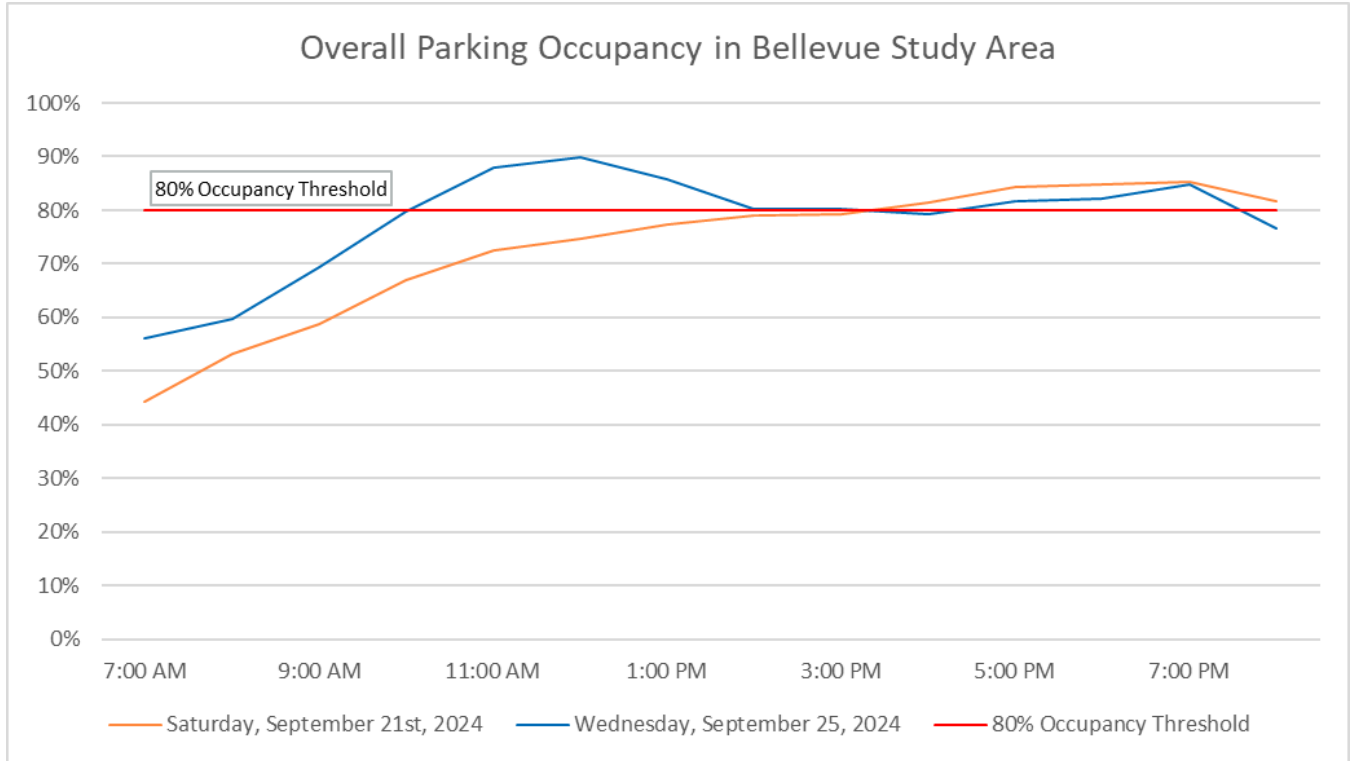 Overall Parking Occupancy in Bellevue Study Area
100%
90%
80% Occupancy Threshold
80%
70%
60%
50%
40%
30%
20%
10%
0%
7:00 AM 9:00 AM 11:00 AM 1:00 PM 3:00 PM 5:00 PM 7:00 PM
Saturday, September 21st, 2024 Wednesday, September 25, 2024 80% Occupancy Threshold